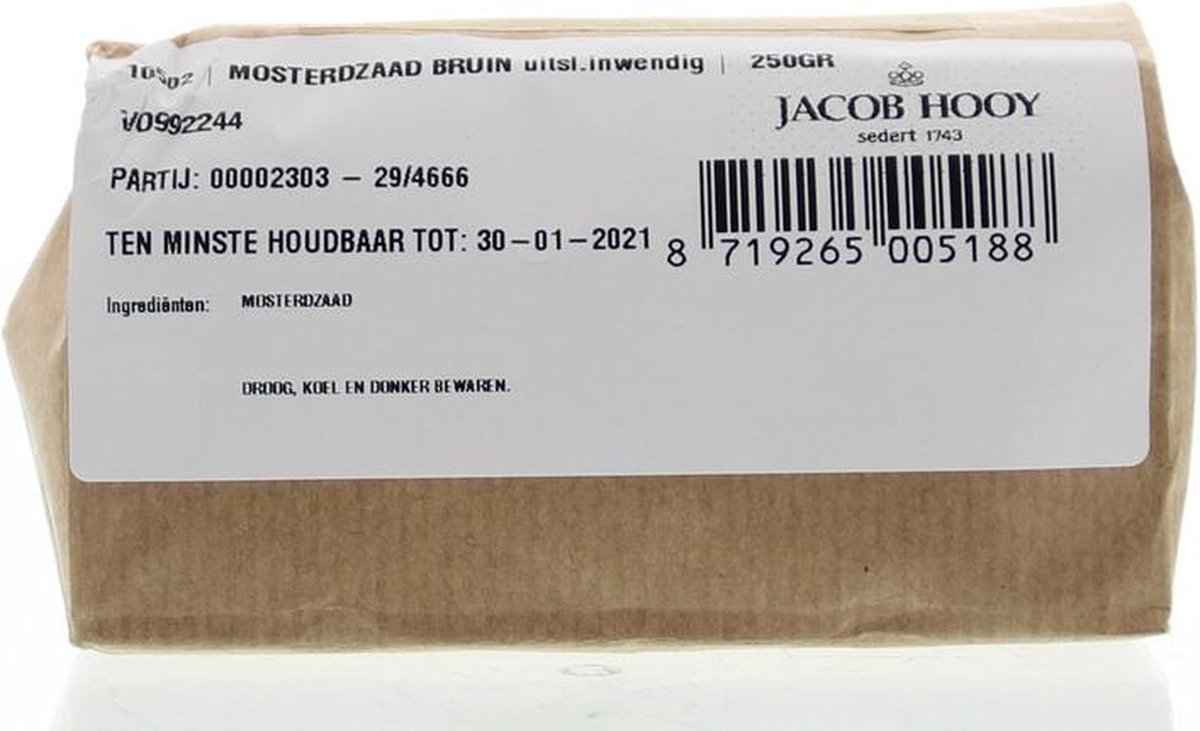 10502 | MOSTERDZAAD BRUIN uitsl.inwendig | 250GR
V0992244
JACOB HOOY
sedert 1743
PARTIJ: 00002303 – 29/4666
TEN MINSTE HOUDBAAR TOT: 30–01–2021
8 719265 005188
Ingrediënten: MOSTERDZAAD
DROOG, KOEL EN DONKER BEWAREN.